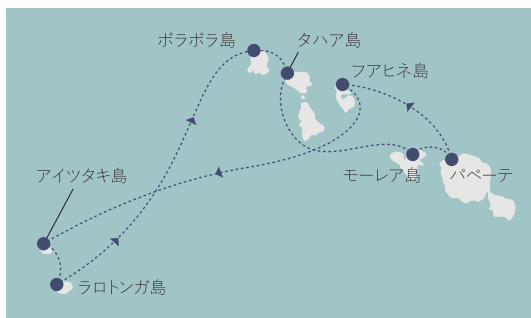 ボラボラ島
タハア島
フアヒネ島
アイツタキ島
モーレア島
パペーテ
ラロトンガ島